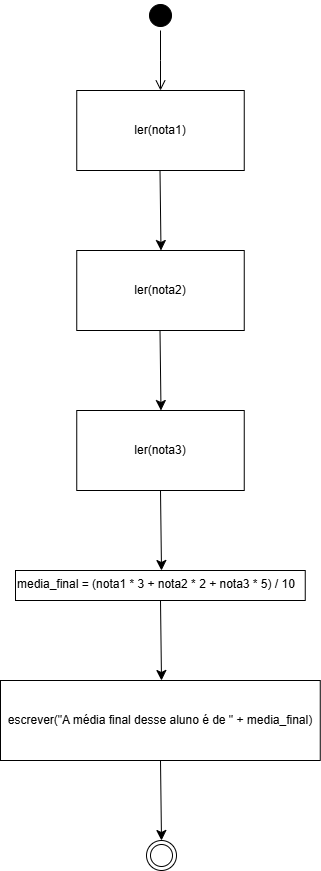 ler(nota1)
ler(nota2)
ler(nota3)
media_final = (nota1 * 3 + nota2 * 2 + nota3 * 5) / 10
escrever("A média final desse aluno é de " + media_final)